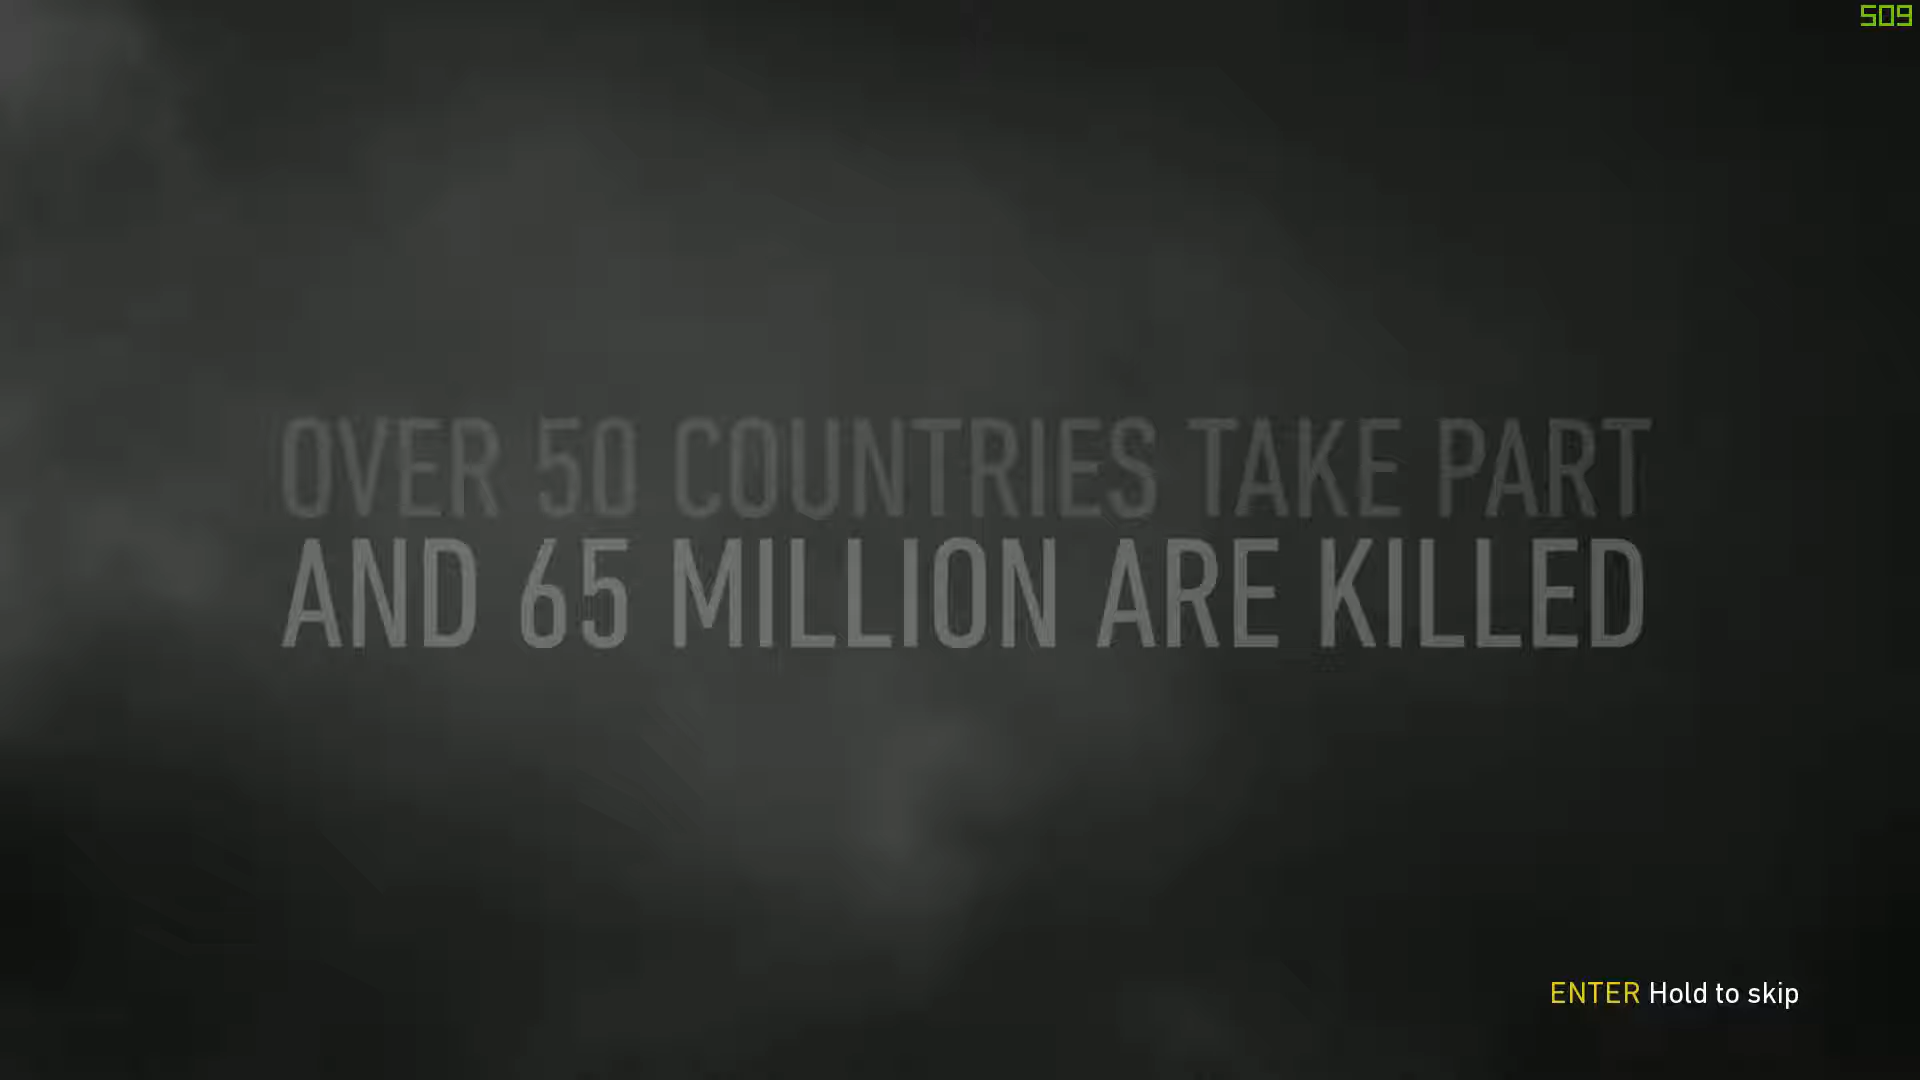 509
OVER 50 COUNTRIES TAKE PART
AND 65 MILLION ARE KILLED
ENTER Hold to skip